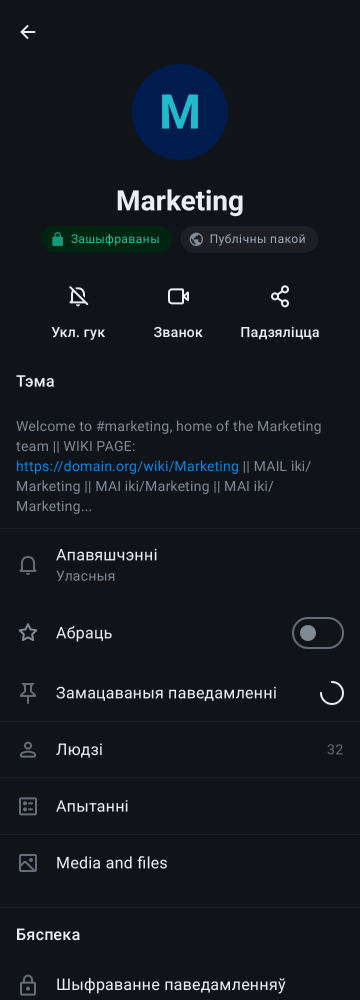 M
Marketing
Зашыфраваны
Публічны пакой
Укл. гук
Званок
Падзяліцца
Тэма
Welcome to #marketing, home of the Marketing
team || WIKI PAGE:
https://domain.org/wiki/Marketing || MAIL iki/
Marketing || MAI iki/Marketing || MAI iki/
Marketing...
Апавяшчэнні
Уласныя
Абраць
Замацаваныя паведамленні
Людзі
32
Апытанні
Media and files
Бяспека
Шыфраванне паведамленняў